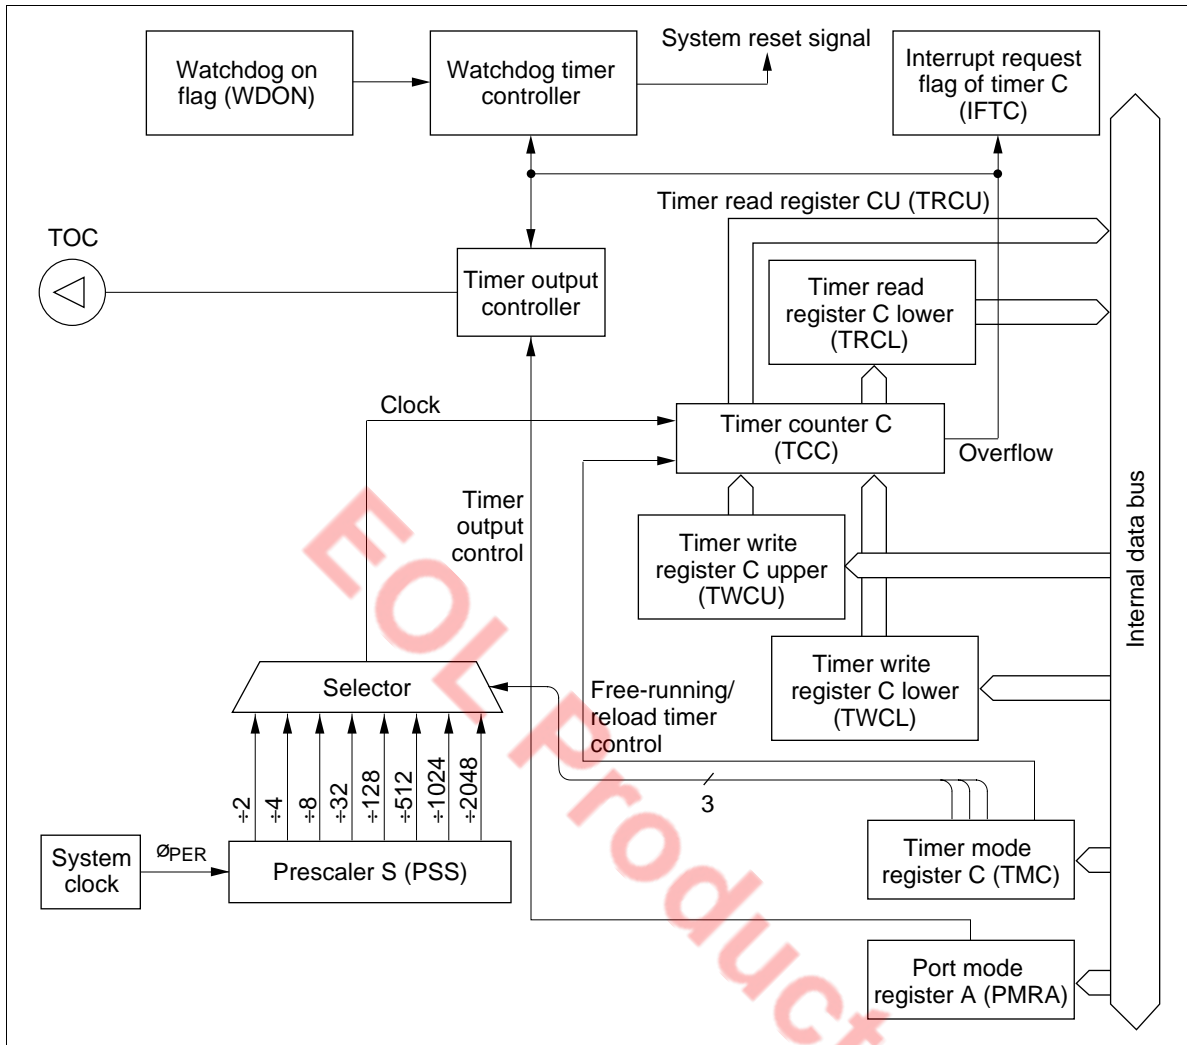 System reset signal
Watchdog on
flag (WDON)
Watchdog timer
controller
Interrupt request
flag of timer C
(IFTC)
Timer read register CU (TRCU)
TOC
Timer output
controller
Timer read
register C lower
(TRCL)
Clock
Timer counter C
(TCC)
Overflow
Timer
output
control
Timer write
register C upper
(TWCU)
Internal data bus
Timer write
register C lower
(TWCL)
Selector
Free-running/
reload timer
control
÷2
÷4
÷8
÷32
÷128
÷512
÷1024
÷2048
3
System
clock
øPER
Prescaler S (PSS)
Timer mode
register C (TMC)
Port mode
register A (PMRA)
EOL Product